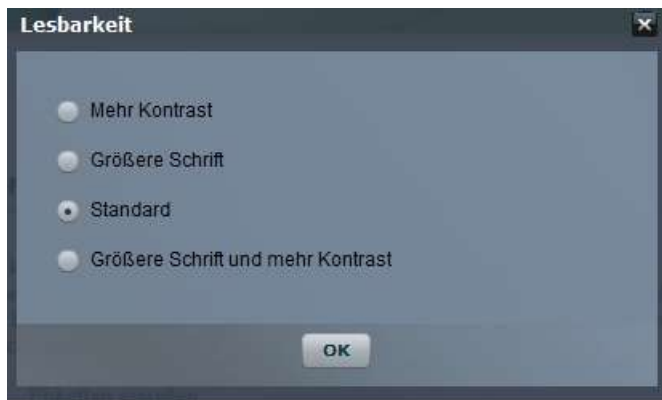 Lesbarkeit
Mehr Kontrast
Größere Schrift
Standard
Größere Schrift und mehr Kontrast
OK